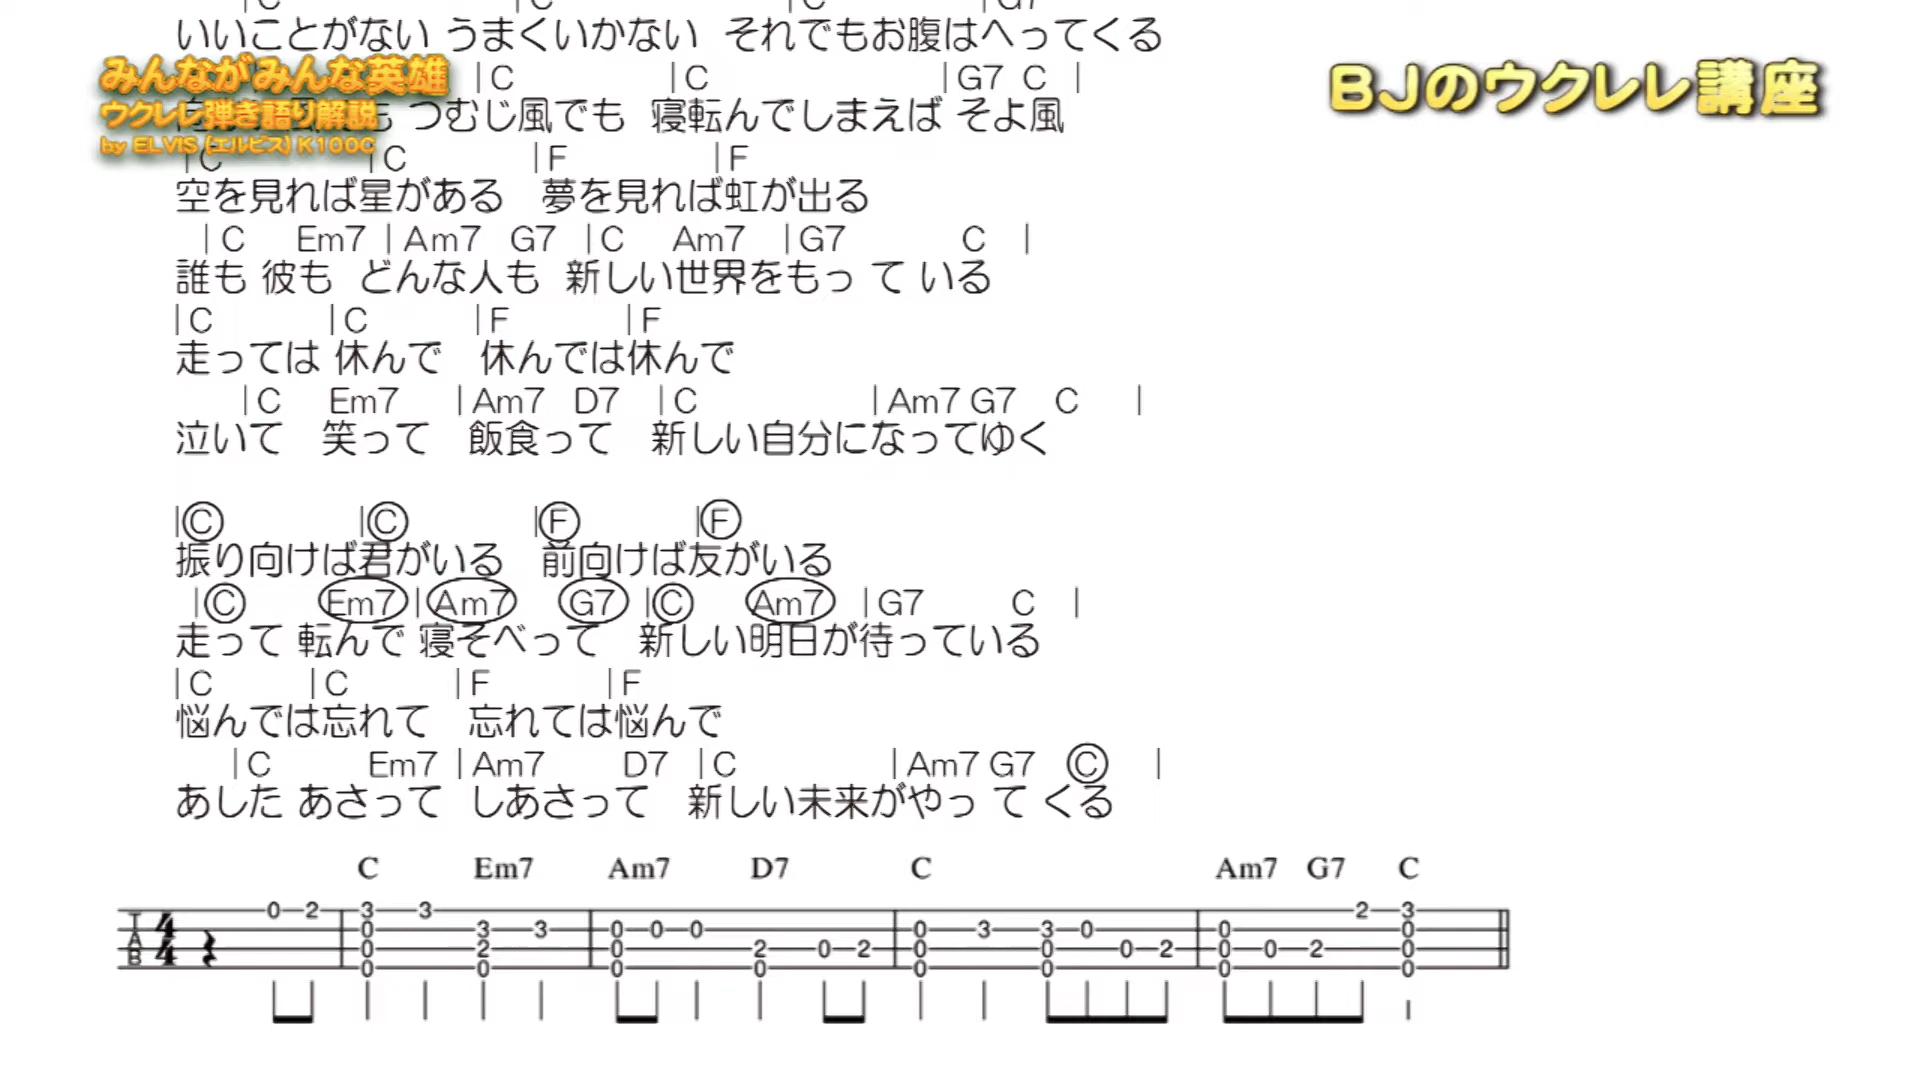 |C |C |C |G7
いいことがない うまくいかない それでもお腹はへってくる
みんながみんな英雄
ウクレレ弾き語り解説
by ELVIS [エルビス] K100C
BJのウクレレ講座
|C |C |G7 C |
つむじ風でも 寝転んでしまえば そよ風
|C |C |F |F
空を見れば星がある 夢を見れば虹が出る
|C Em7 |Am7 G7 |C Am7 |G7 C |
誰も 彼も どんな人も 新しい世界をもっ て いる
|C |C |F |F
走っては 休んで 休んでは休んで
|C Em7 |Am7 D7 |C |Am7 G7 C |
泣いて 笑って 飯食って 新しい自分になってゆく
|C |C |F |F
振り向けば君がいる 前向けば友がいる
|C Em7 |Am7 G7 |C Am7 |G7 C |
走って 転んで 寝そべって 新しい明日が待っている
|C |C |F |F
悩んでは忘れて 忘れては悩んで
|C Em7 |Am7 D7 |C |Am7 G7 C |
あした あさって しあさって 新しい未来がやっ て くる
C Em7 Am7 D7 C Am7 G7 C
TAB 4/4
0 2 3 3 2 3
0 3 3 0 0 0 0 3 3 0 0 0
0 2 0 2 0 2 0 0 0 2 0 0 2 0
0 0 0 0 0 0 0 0